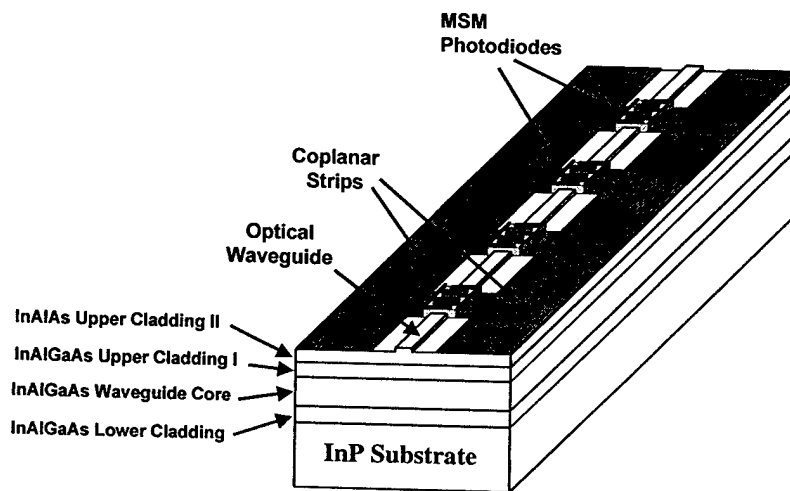 MSM
Photodiodes
Coplanar
Strips
Optical
Waveguide
InAlAs Upper Cladding II
InAlGaAs Upper Cladding I
InAlGaAs Waveguide Core
InAlGaAs Lower Cladding
InP Substrate